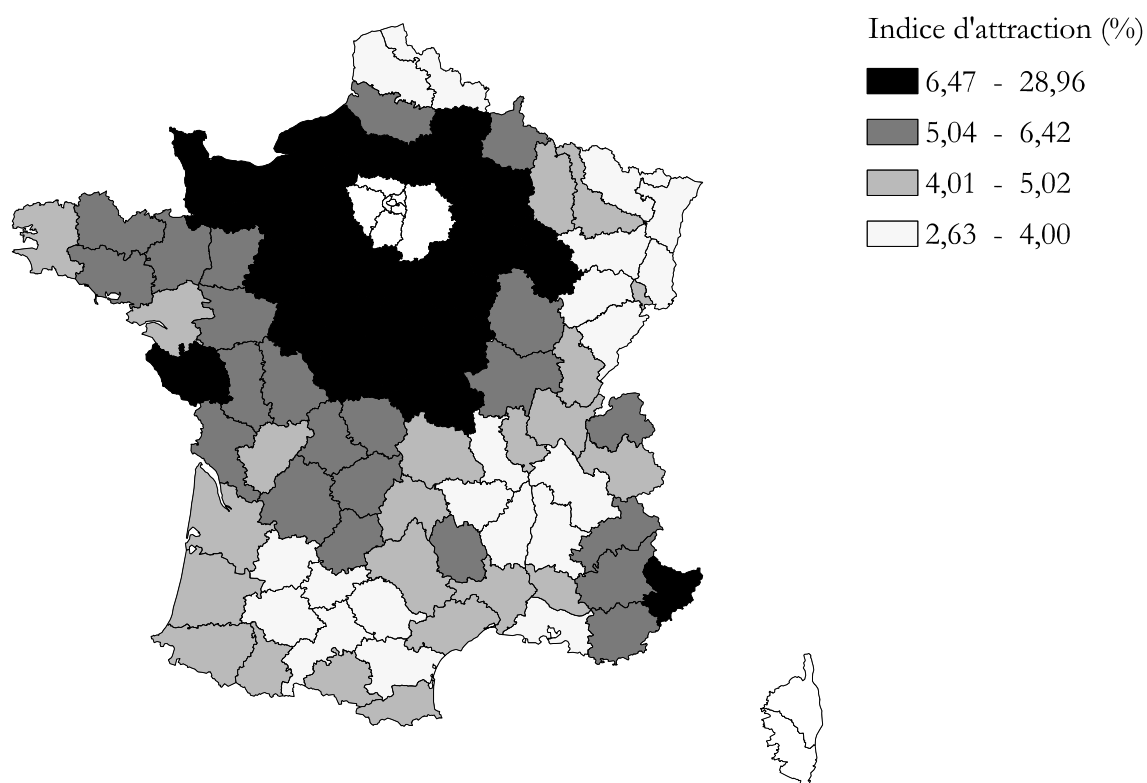 Indice d'attraction (%)
6,47 - 28,96
5,04 - 6,42
4,01 - 5,02
2,63 - 4,00